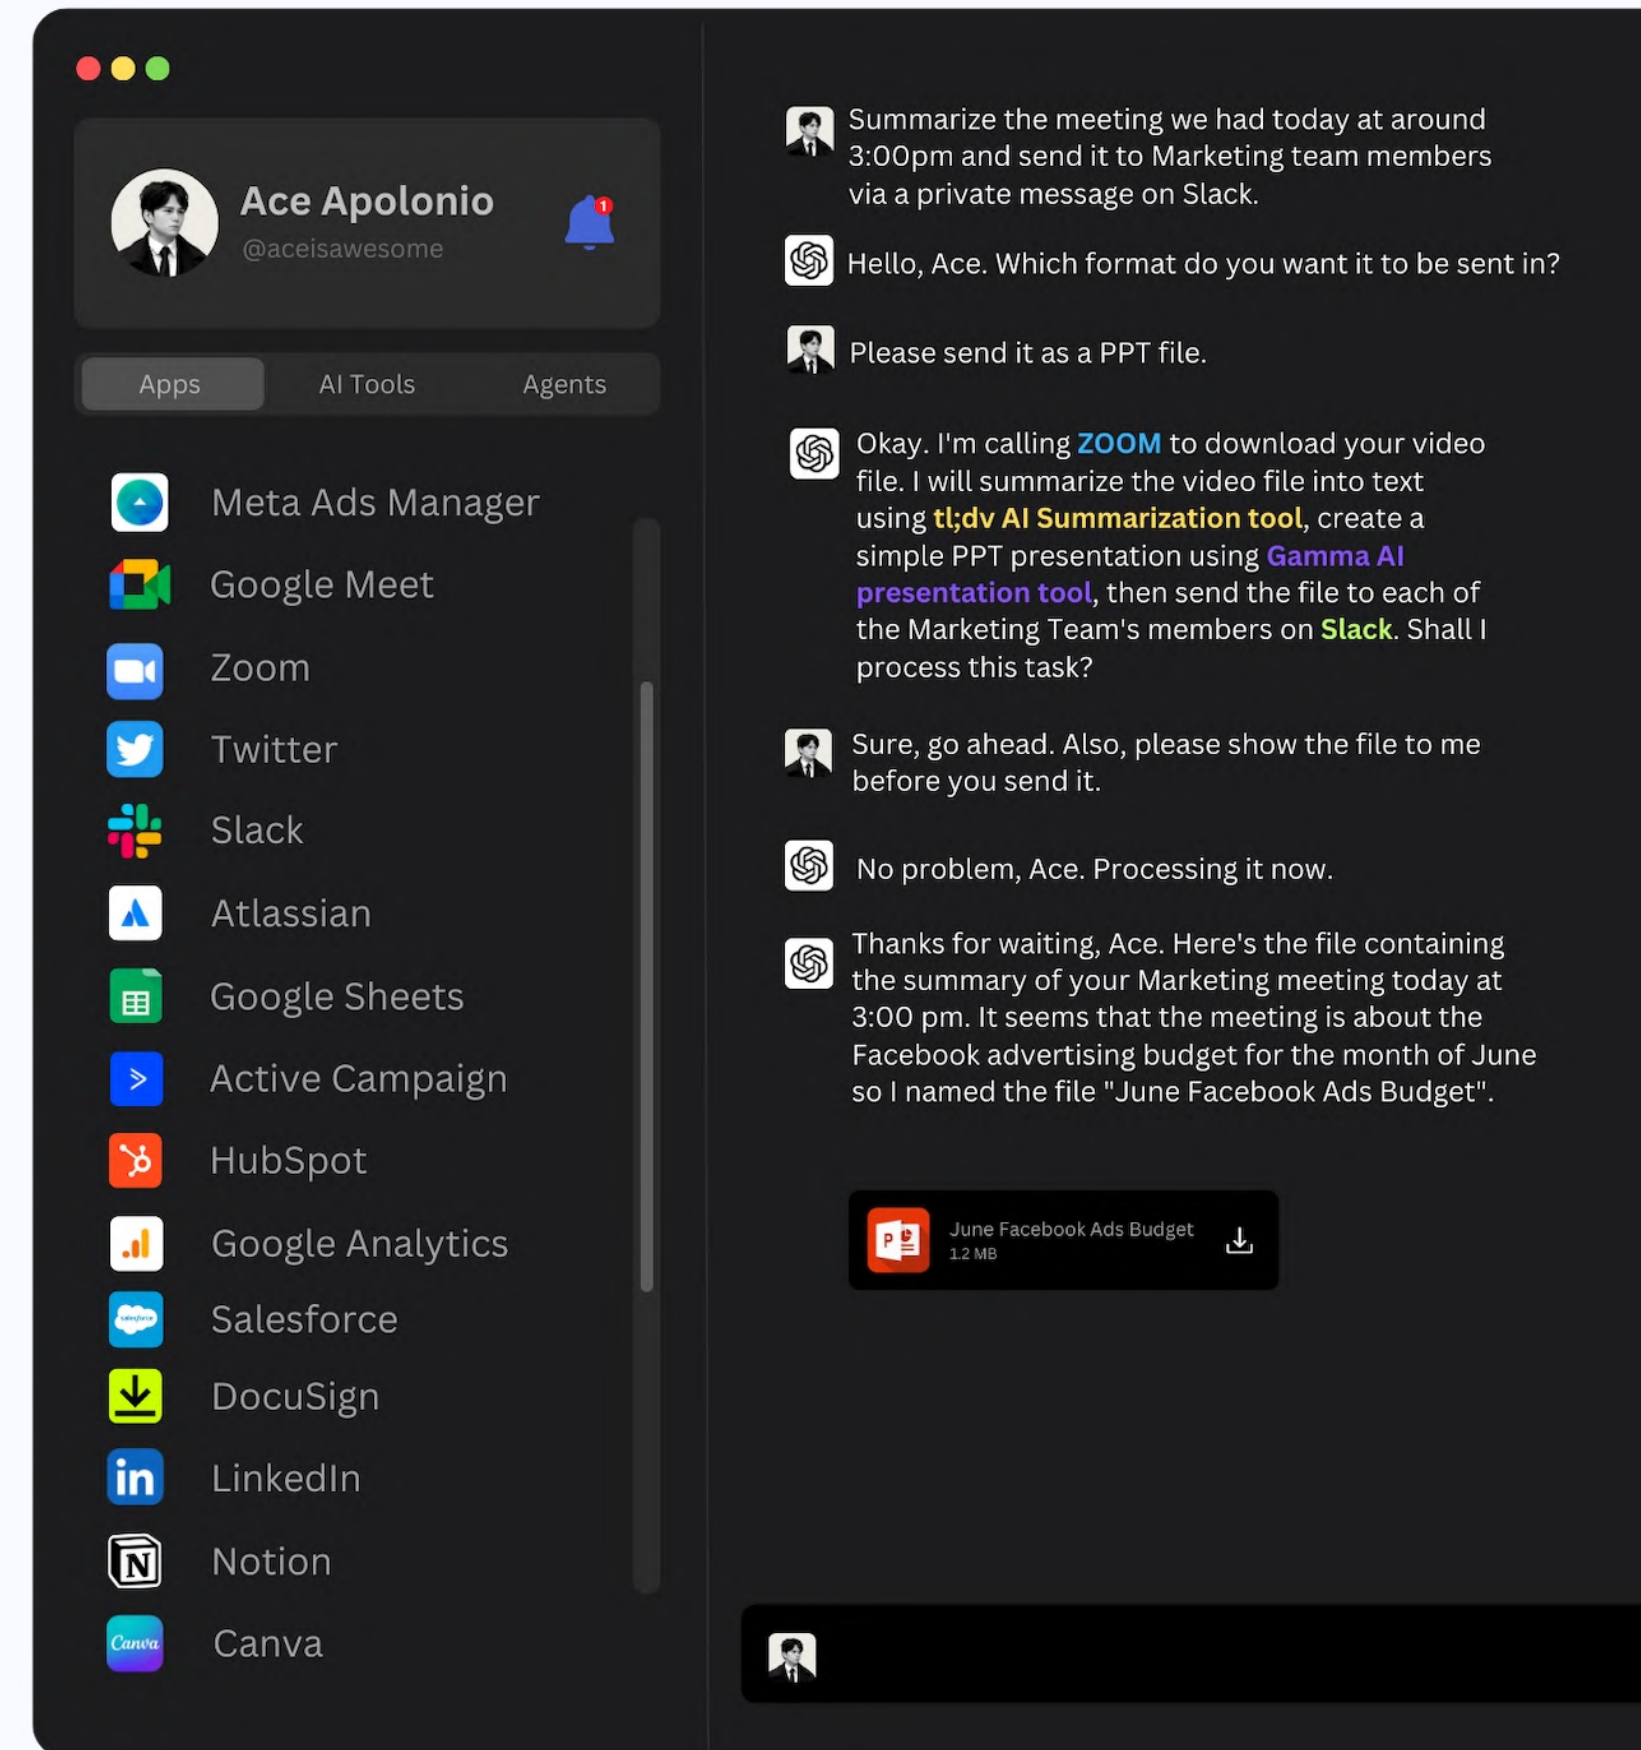 Ace Apolonio
1
@aceisawesome
Apps
AI Tools
Agents
Meta Ads Manager
Google Meet
Zoom
Twitter
Slack
Atlassian
Google Sheets
Active Campaign
HubSpot
Google Analytics
salesforce
Salesforce
DocuSign
in
LinkedIn
N
Notion
Canva
Canva
Summarize the meeting we had today at around
3:00pm and send it to Marketing team members
via a private message on Slack.
Hello, Ace. Which format do you want it to be sent in?
Please send it as a PPT file.
Okay. I'm calling ZOOM to download your video
file. I will summarize the video file into text
using tl;dv AI Summarization tool, create a
simple PPT presentation using Gamma AI
presentation tool, then send the file to each of
the Marketing Team's members on Slack. Shall I
process this task?
Sure, go ahead. Also, please show the file to me
before you send it.
No problem, Ace. Processing it now.
Thanks for waiting, Ace. Here's the file containing
the summary of your Marketing meeting today at
3:00 pm. It seems that the meeting is about the
Facebook advertising budget for the month of June
so I named the file "June Facebook Ads Budget".
P
June Facebook Ads Budget
1.2 MB